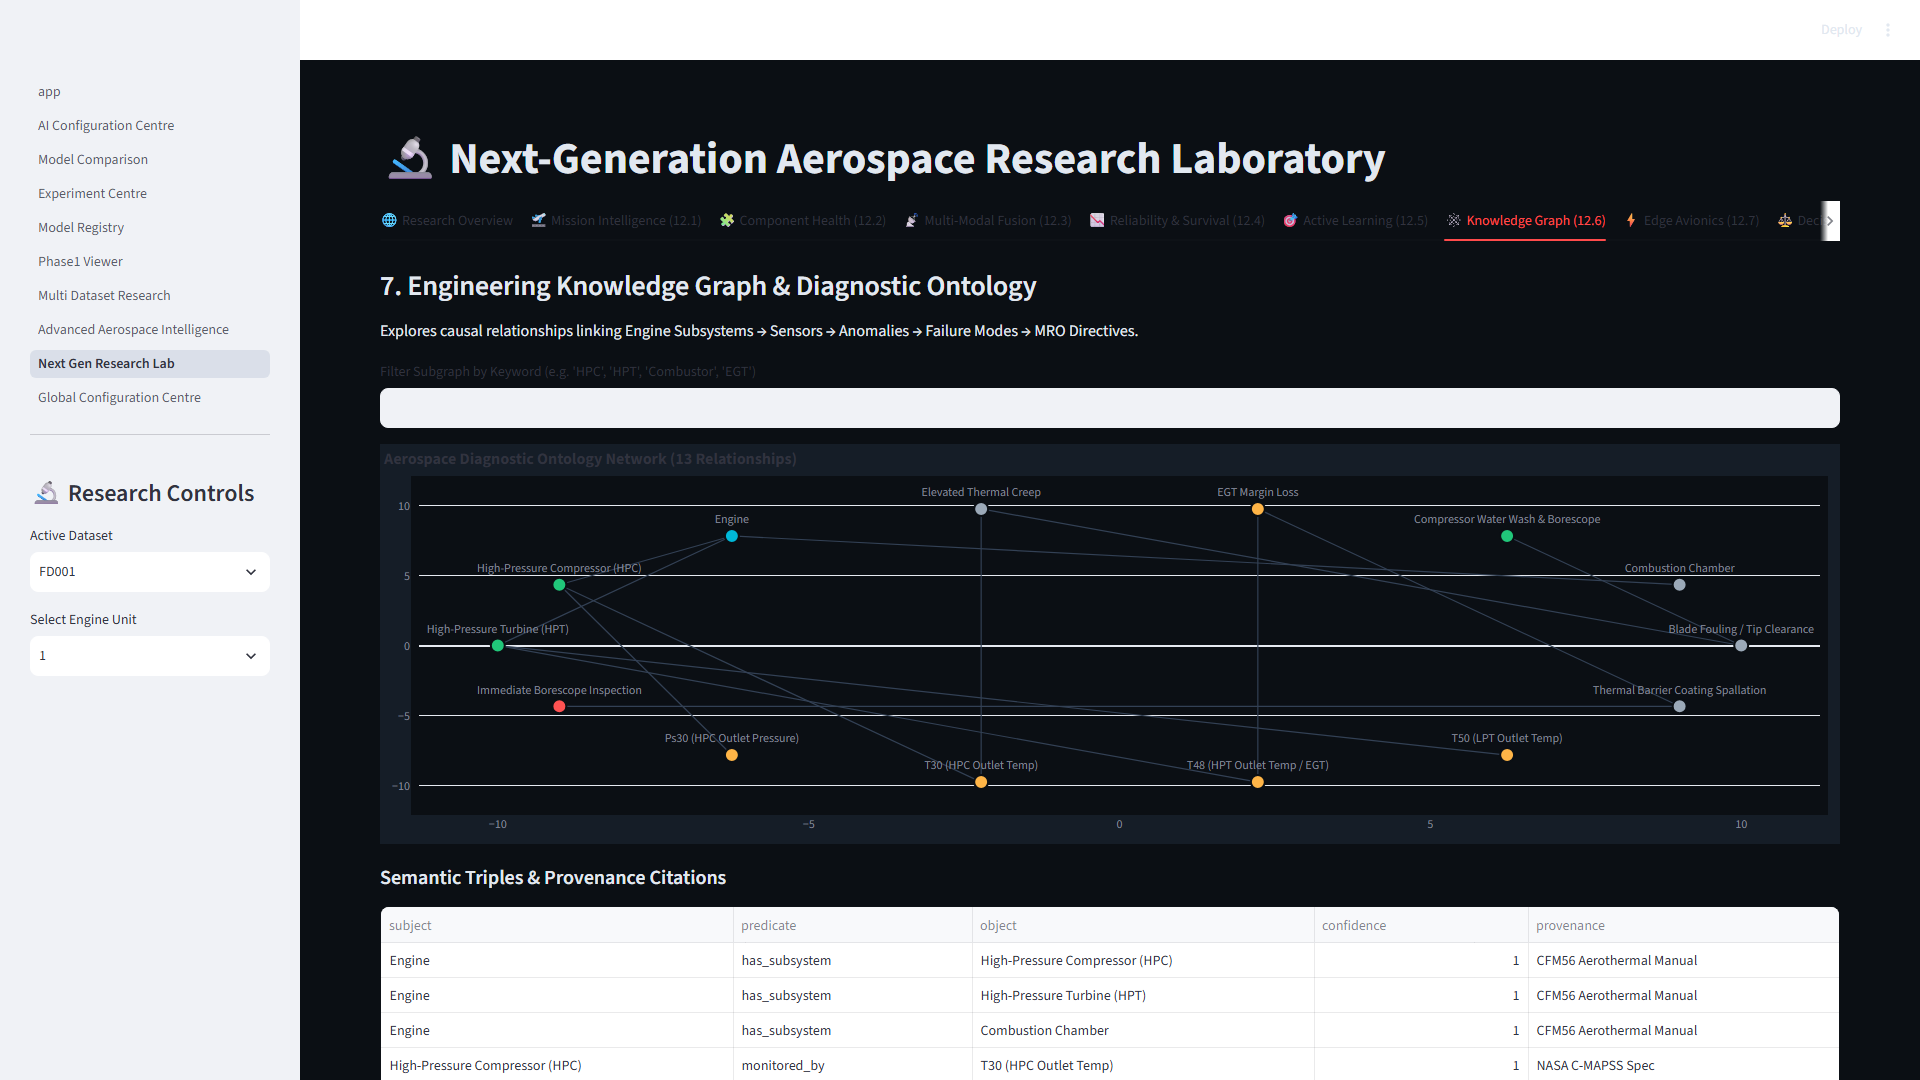 Deploy
app
AI Configuration Centre
Model Comparison
Experiment Centre
Model Registry
Phase1 Viewer
Multi Dataset Research
Advanced Aerospace Intelligence
Next Gen Research Lab
Global Configuration Centre
Research Controls
Active Dataset
FD001
Select Engine Unit
1
Next-Generation Aerospace Research Laboratory
Research Overview Mission Intelligence (12.1) Component Health (12.2) Multi-Modal Fusion (12.3) Reliability & Survival (12.4) Active Learning (12.5) Knowledge Graph (12.6) Edge Avionics (12.7)
7. Engineering Knowledge Graph & Diagnostic Ontology
Explores causal relationships linking Engine Subsystems → Sensors → Anomalies → Failure Modes → MRO Directives.
Filter Subgraph by Keyword (e.g. 'HPC', 'HPT', 'Combustor', 'EGT')
Aerospace Diagnostic Ontology Network (13 Relationships)
Elevated Thermal Creep EGT Margin Loss
10
Engine Compressor Water Wash & Borescope
High-Pressure Compressor (HPC) Combustion Chamber
5
High-Pressure Turbine (HPT) Blade Fouling / Tip Clearance
0
Immediate Borescope Inspection Thermal Barrier Coating Spallation
−5
Ps30 (HPC Outlet Pressure) T50 (LPT Outlet Temp)
T30 (HPC Outlet Temp) T48 (HPT Outlet Temp / EGT)
−10
−10 −5 0 5 10
Semantic Triples & Provenance Citations
subject predicate object confidence provenance
Engine has_subsystem High-Pressure Compressor (HPC) 1 CFM56 Aerothermal Manual
Engine has_subsystem High-Pressure Turbine (HPT) 1 CFM56 Aerothermal Manual
Engine has_subsystem Combustion Chamber 1 CFM56 Aerothermal Manual
High-Pressure Compressor (HPC) monitored_by T30 (HPC Outlet Temp) 1 NASA C-MAPSS Spec